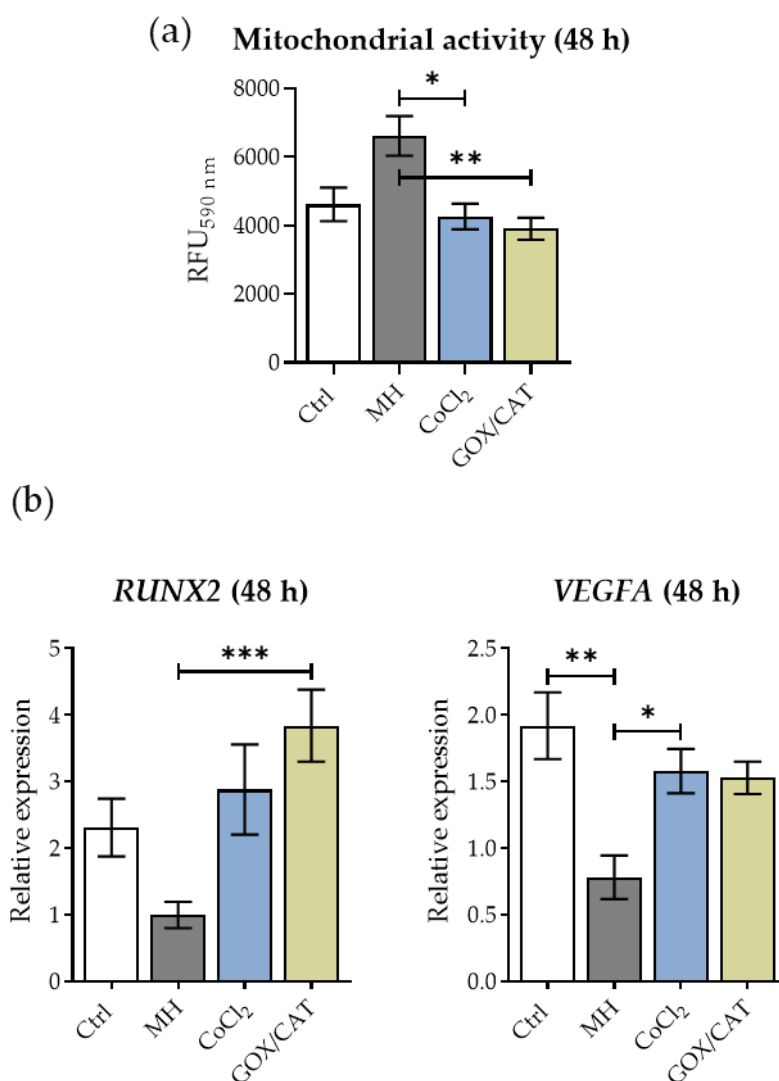 (a) Mitochondrial activity (48 h)
RFU590 nm
8000
6000
4000
2000
0
*
**
Ctrl
MH
CoCl2
GOX/CAT
(b)
RUNX2 (48 h)
Relative expression
5
4
3
2
1
0
***
Ctrl
MH
CoCl2
GOX/CAT
VEGFA (48 h)
Relative expression
2.5
2.0
1.5
1.0
0.5
0.0
**
*
Ctrl
MH
CoCl2
GOX/CAT